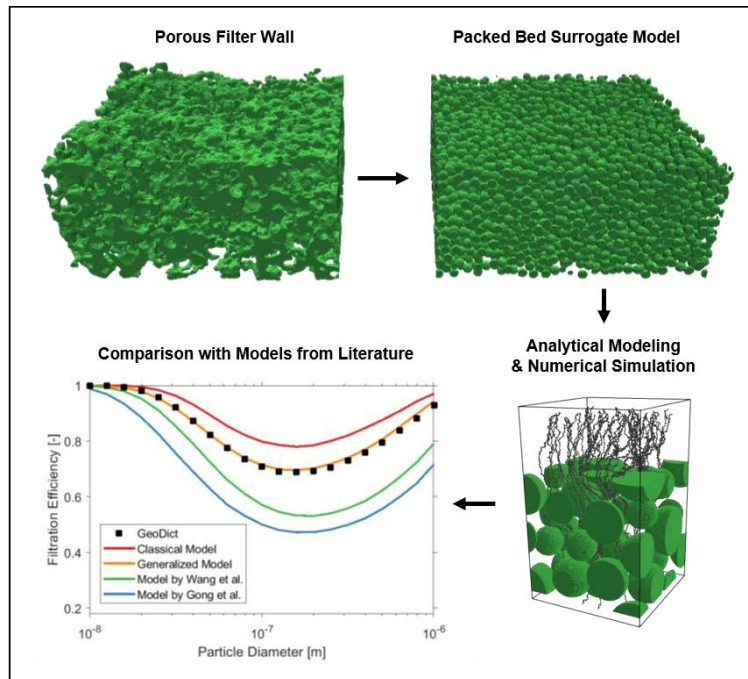 Porous Filter Wall
Packed Bed Surrogate Model
Comparison with Models from Literature
Analytical Modeling
& Numerical Simulation
Filtration Efficiency [-]
1
0.8
0.6
0.4
0.2
GeoDict
Classical Model
Generalized Model
Model by Wang et al.
Model by Gong et al.
10^-8
10^-7
10^-6
Particle Diameter [m]